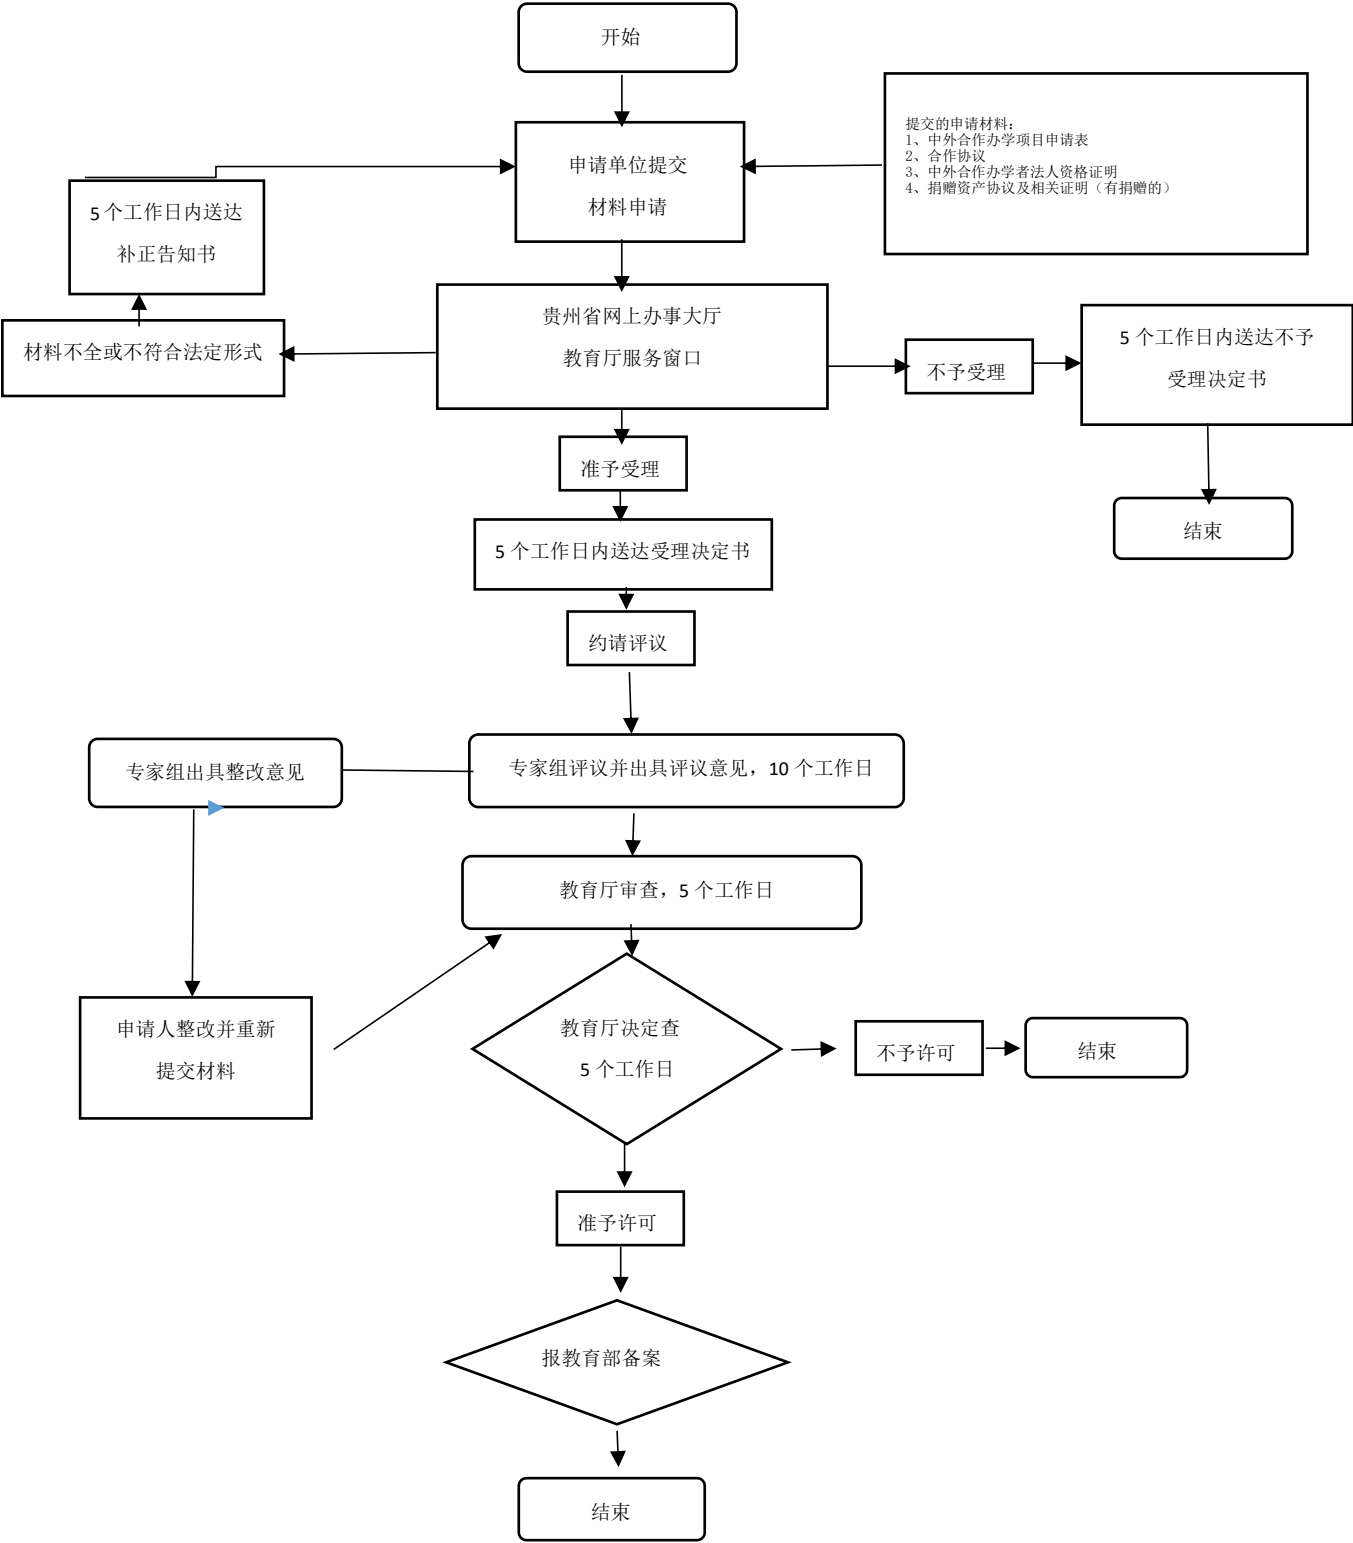 开始
提交的申请材料：
1、中外合作办学项目申请表
2、合作协议
3、中外合作办学者法人资格证明
4、捐赠资产协议及相关证明（有捐赠的）
申请单位提交
材料申请
5 个工作日内送达
补正告知书
材料不全或不符合法定形式
贵州省网上办事大厅
教育厅服务窗口
不予受理
5 个工作日内送达不予
受理决定书
结束
准予受理
5 个工作日内送达受理决定书
约请评议
专家组出具整改意见
专家组评议并出具评议意见，10 个工作日
教育厅审查，5 个工作日
申请人整改并重新
提交材料
教育厅决定查
5 个工作日
不予许可
结束
准予许可
报教育部备案
结束